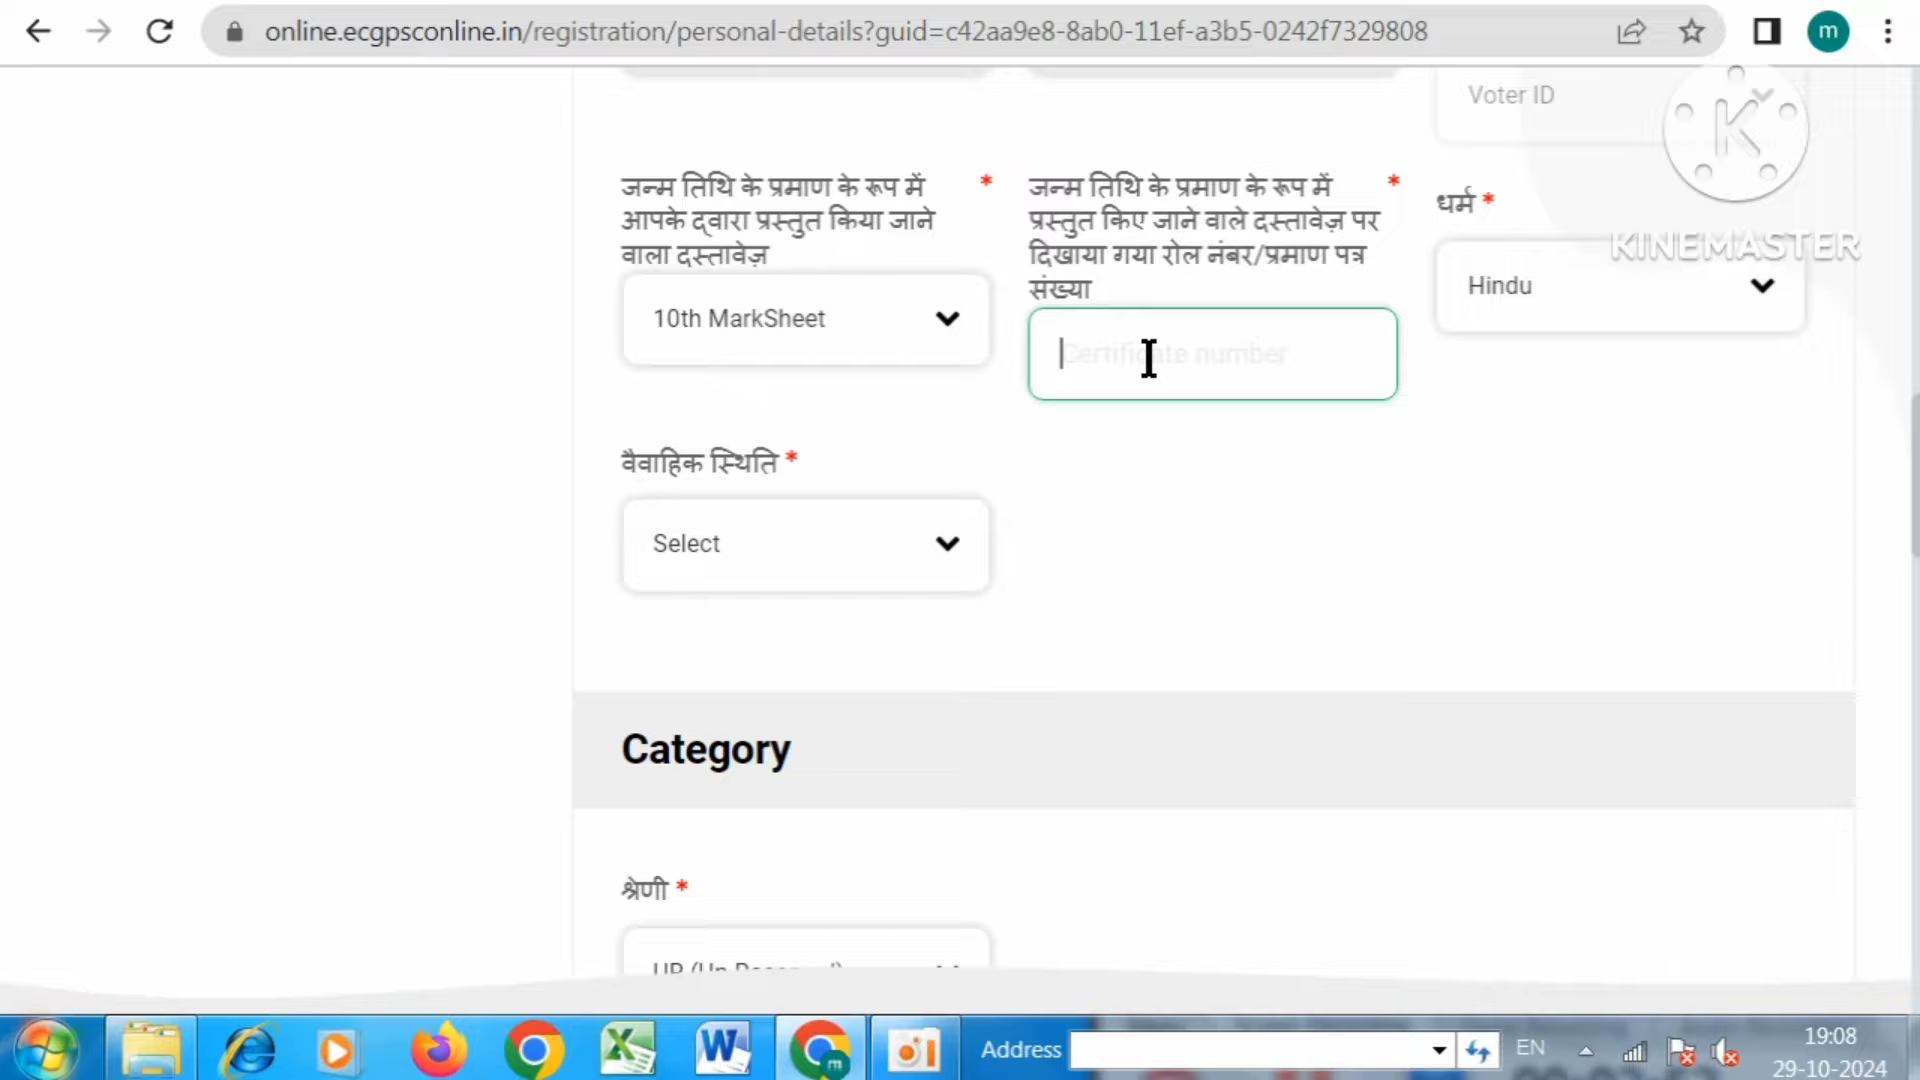 online.ecgpsconline.in/registration/personal-details?guid=c42aa9e8-8ab0-11ef-a3b5-0242f7329808
m
Voter ID
K
KINEMASTER
जन्म तिथि के प्रमाण के रूप में *
आपके द्वारा प्रस्तुत किया जाने
वाला दस्तावेज़
10th MarkSheet
जन्म तिथि के प्रमाण के रूप में *
प्रस्तुत किए जाने वाले दस्तावेज़ पर
दिखाया गया रोल नंबर/प्रमाण पत्र
संख्या
Certificate number
धर्म *
Hindu
वैवाहिक स्थिति *
Select
Category
श्रेणी *
Address
EN
19:08
29-10-2024